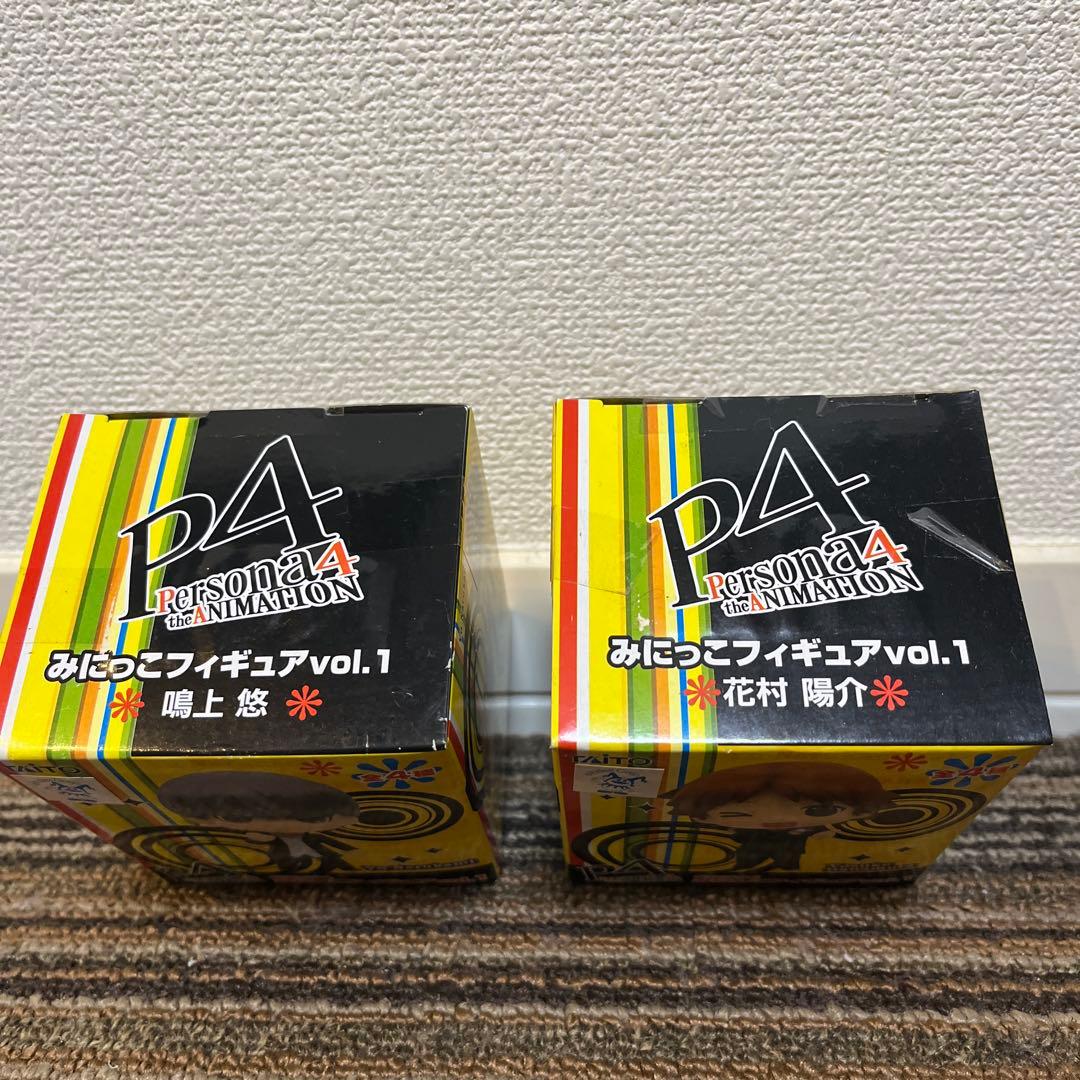 P4
Persona4
the ANIMATION
みにっこフィギュアvol.1
鳴上 悠
TAITO
P4
Persona4
the ANIMATION
みにっこフィギュアvol.1
花村 陽介
TAITO